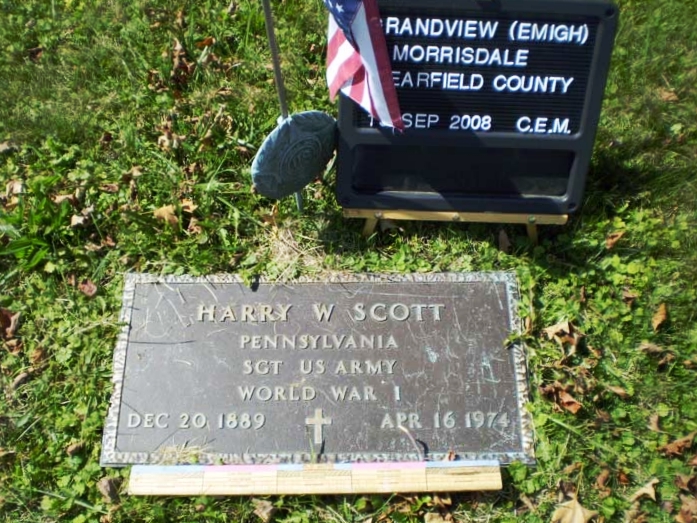 GRANDVIEW (EMIGH)
MORRISDALE
EARFIELD COUNTY
SEP 2008 C.E.M.
HARRY W SCOTT
PENNSYLVANIA
SGT US ARMY
WORLD WAR I
DEC 20 1889 APR 16 1974